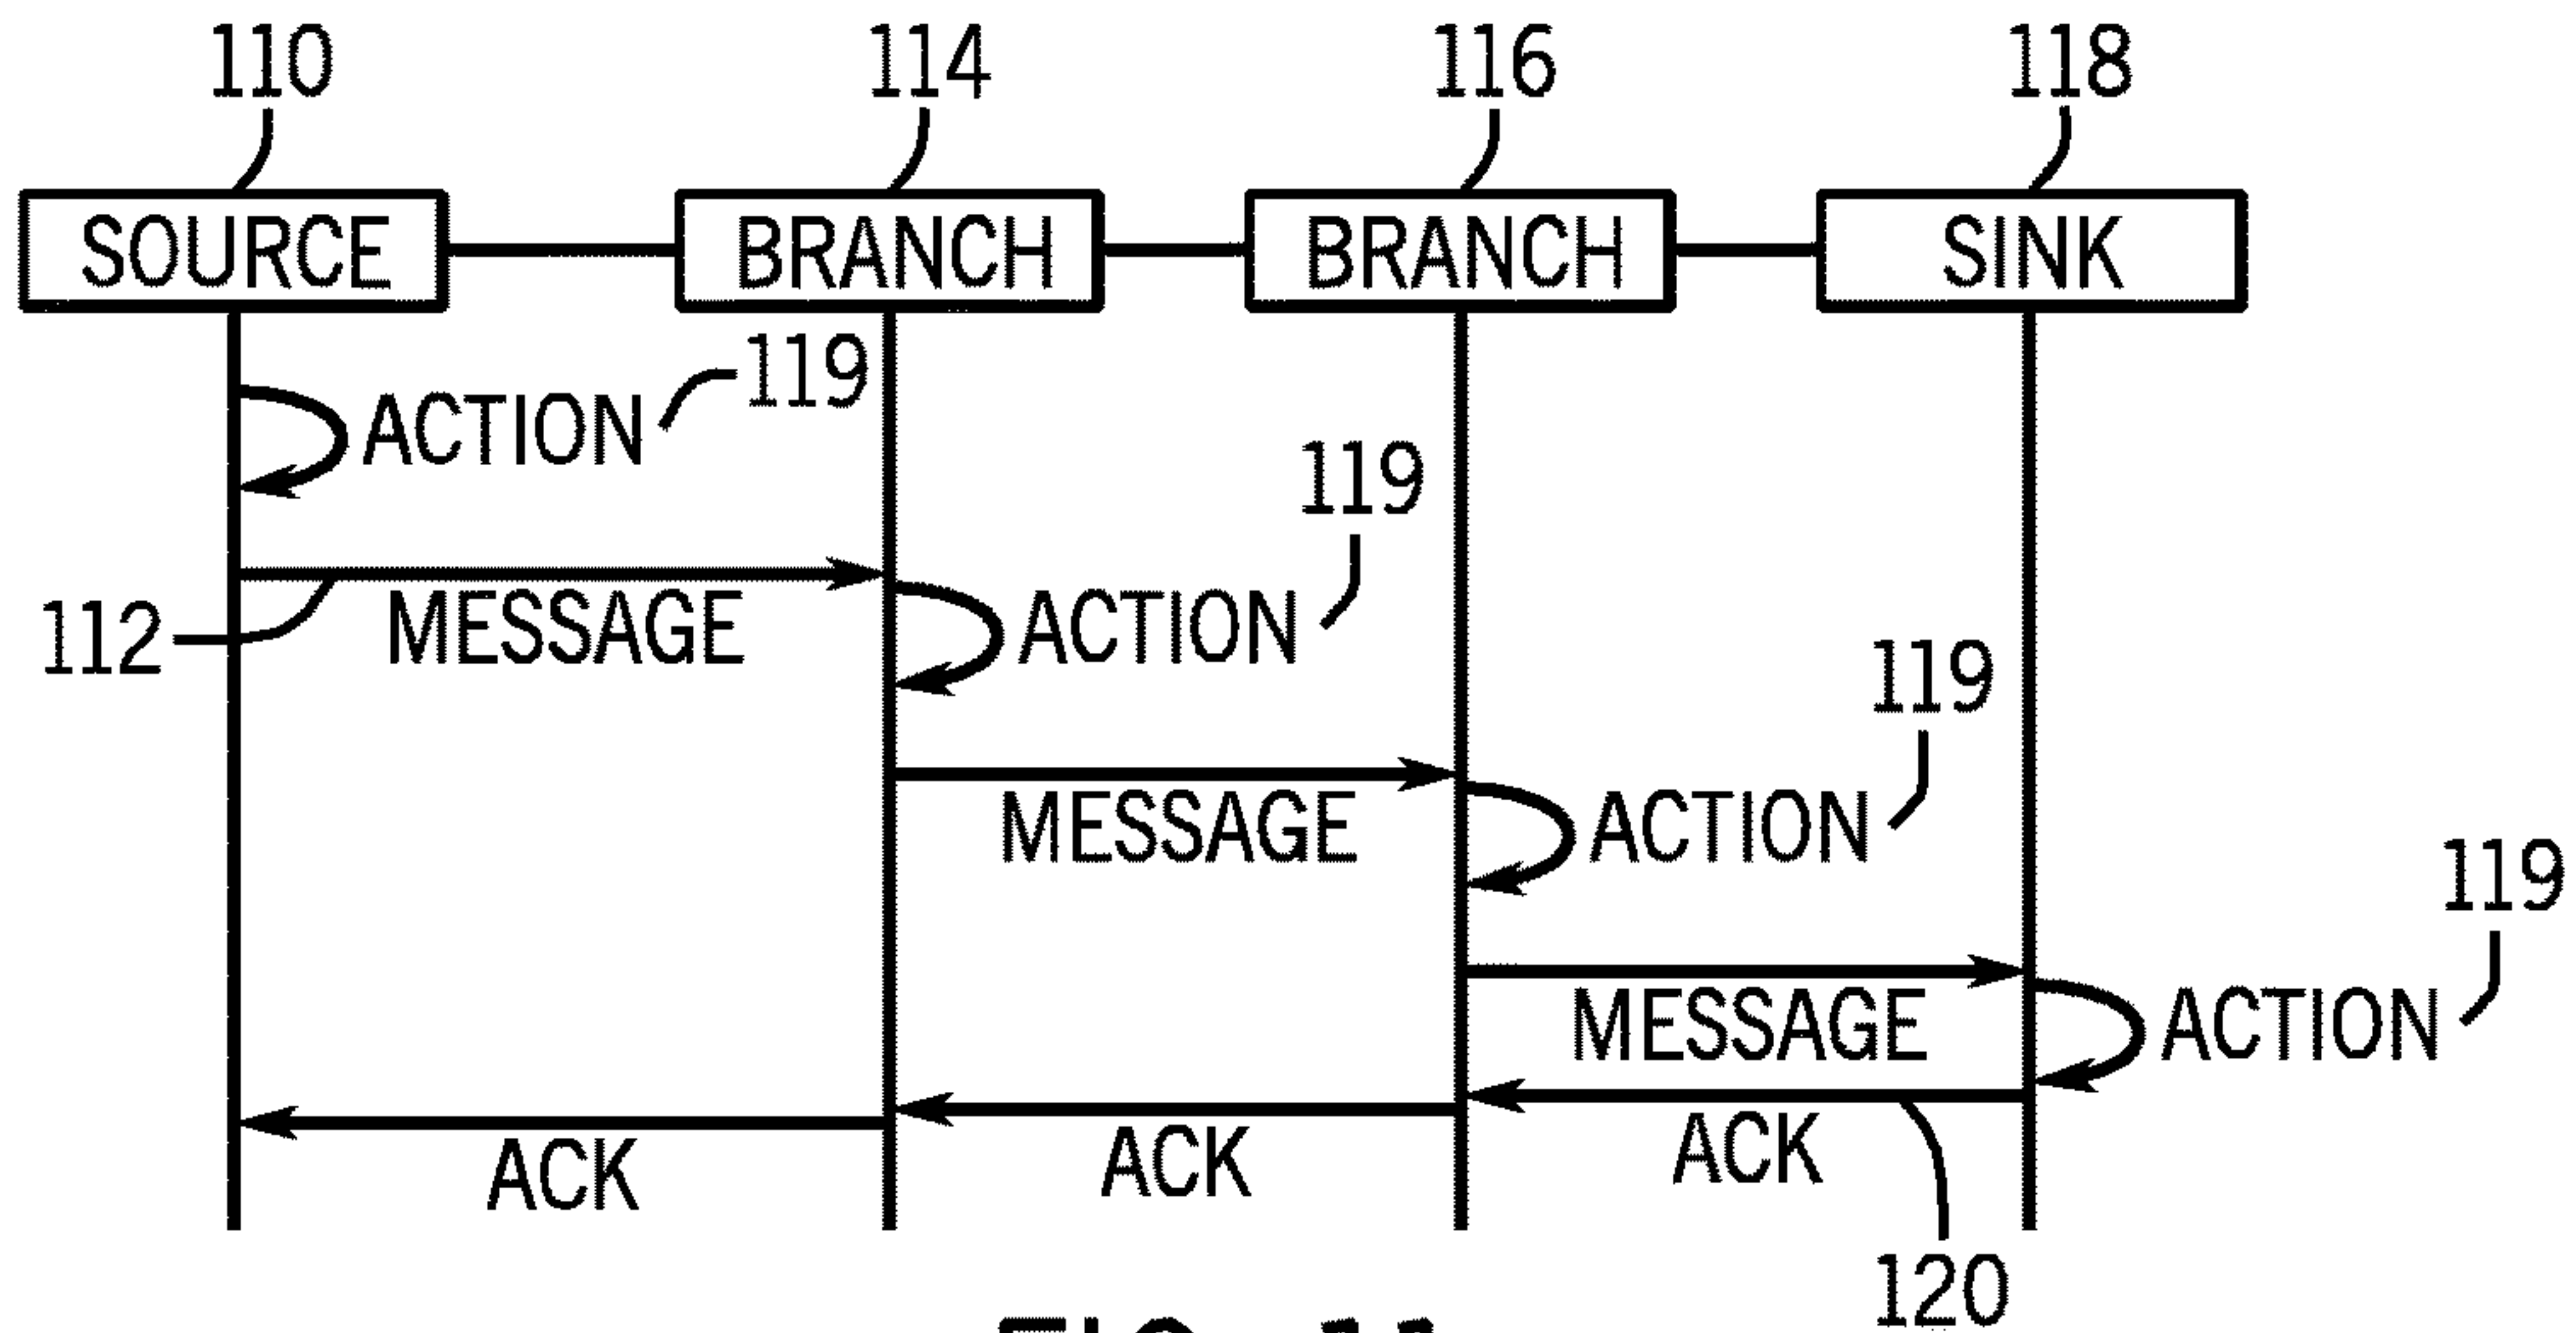 110 114 116 118
SOURCE BRANCH BRANCH SINK
ACTION 119
119
112 MESSAGE ACTION
119
MESSAGE ACTION
119
MESSAGE ACTION
ACK ACK ACK
120